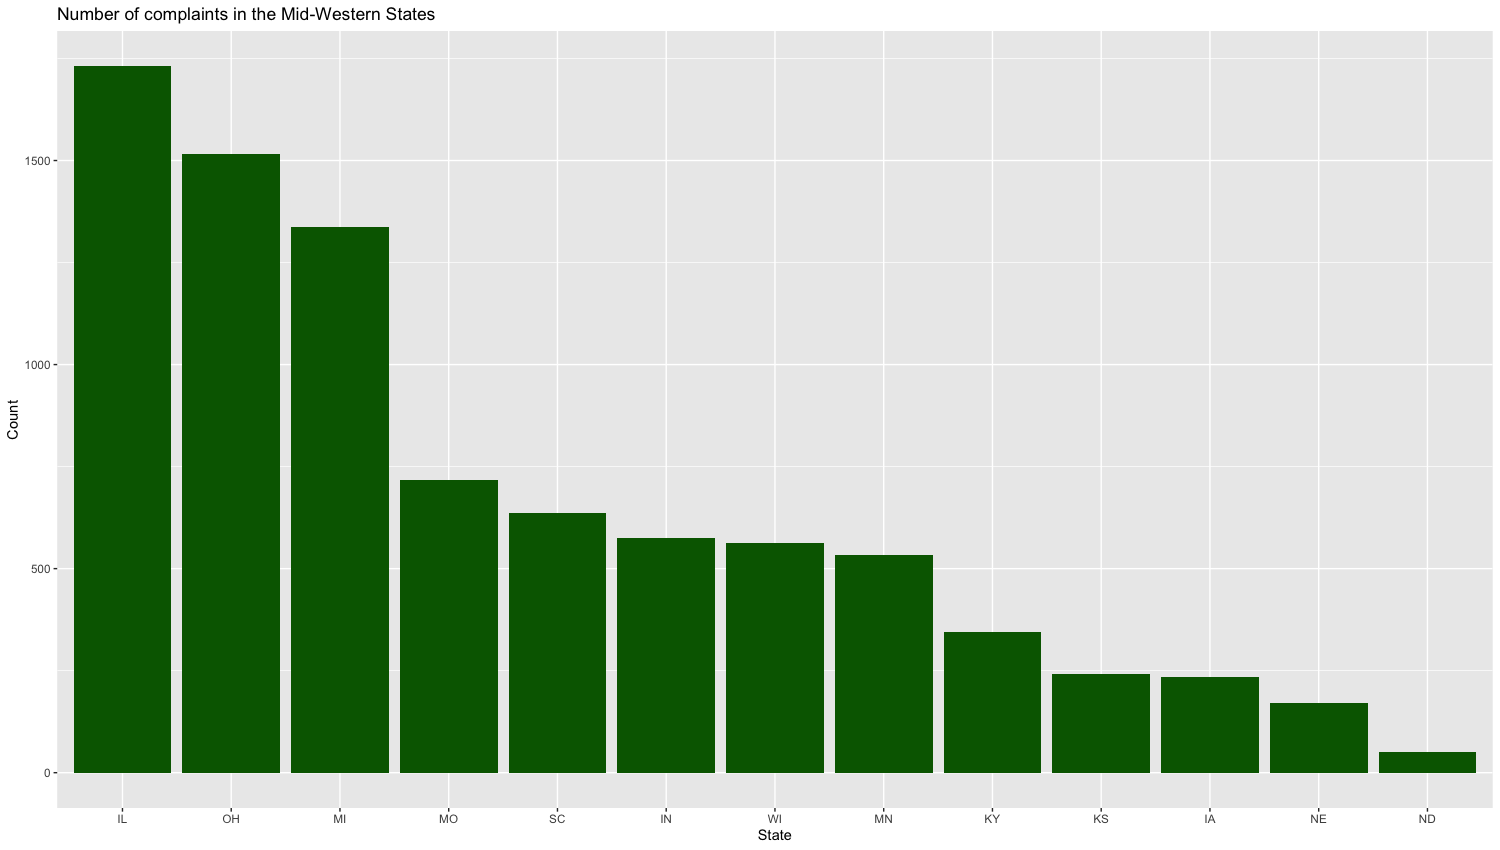 Number of complaints in the Mid-Western States
Count
1500
1000
500
0
IL OH MI MO SC IN WI MN KY KS IA NE ND
State